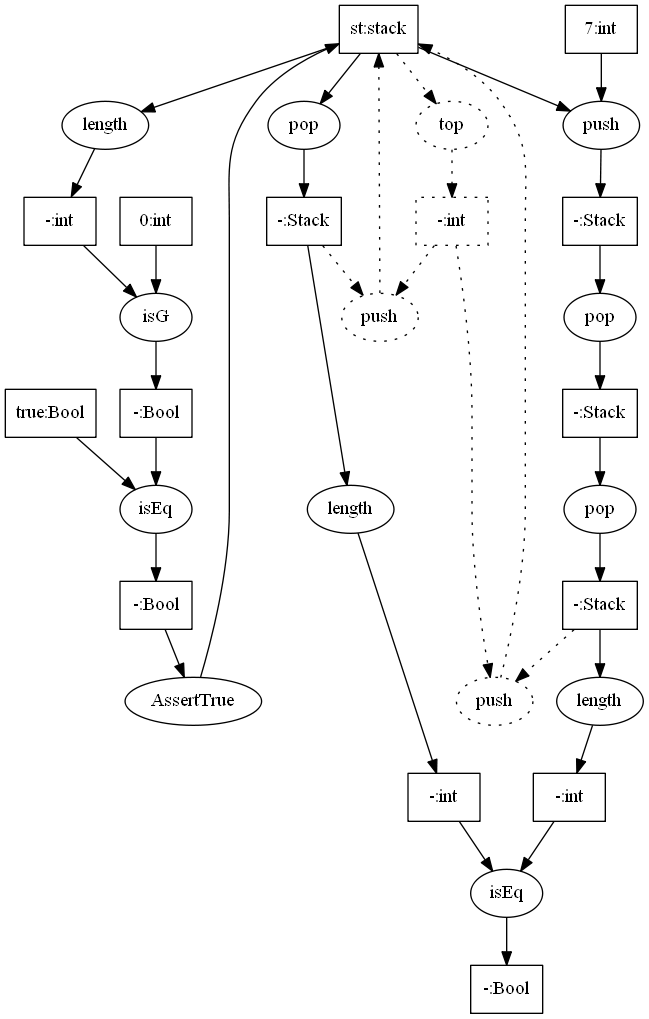 st:stack
7:int
length
pop
top
push
-:int
0:int
-:Stack
-:int
-:Stack
isG
push
pop
true:Bool
-:Bool
-:Stack
isEq
length
pop
-:Bool
-:Stack
AssertTrue
push
length
-:int
-:int
isEq
-:Bool